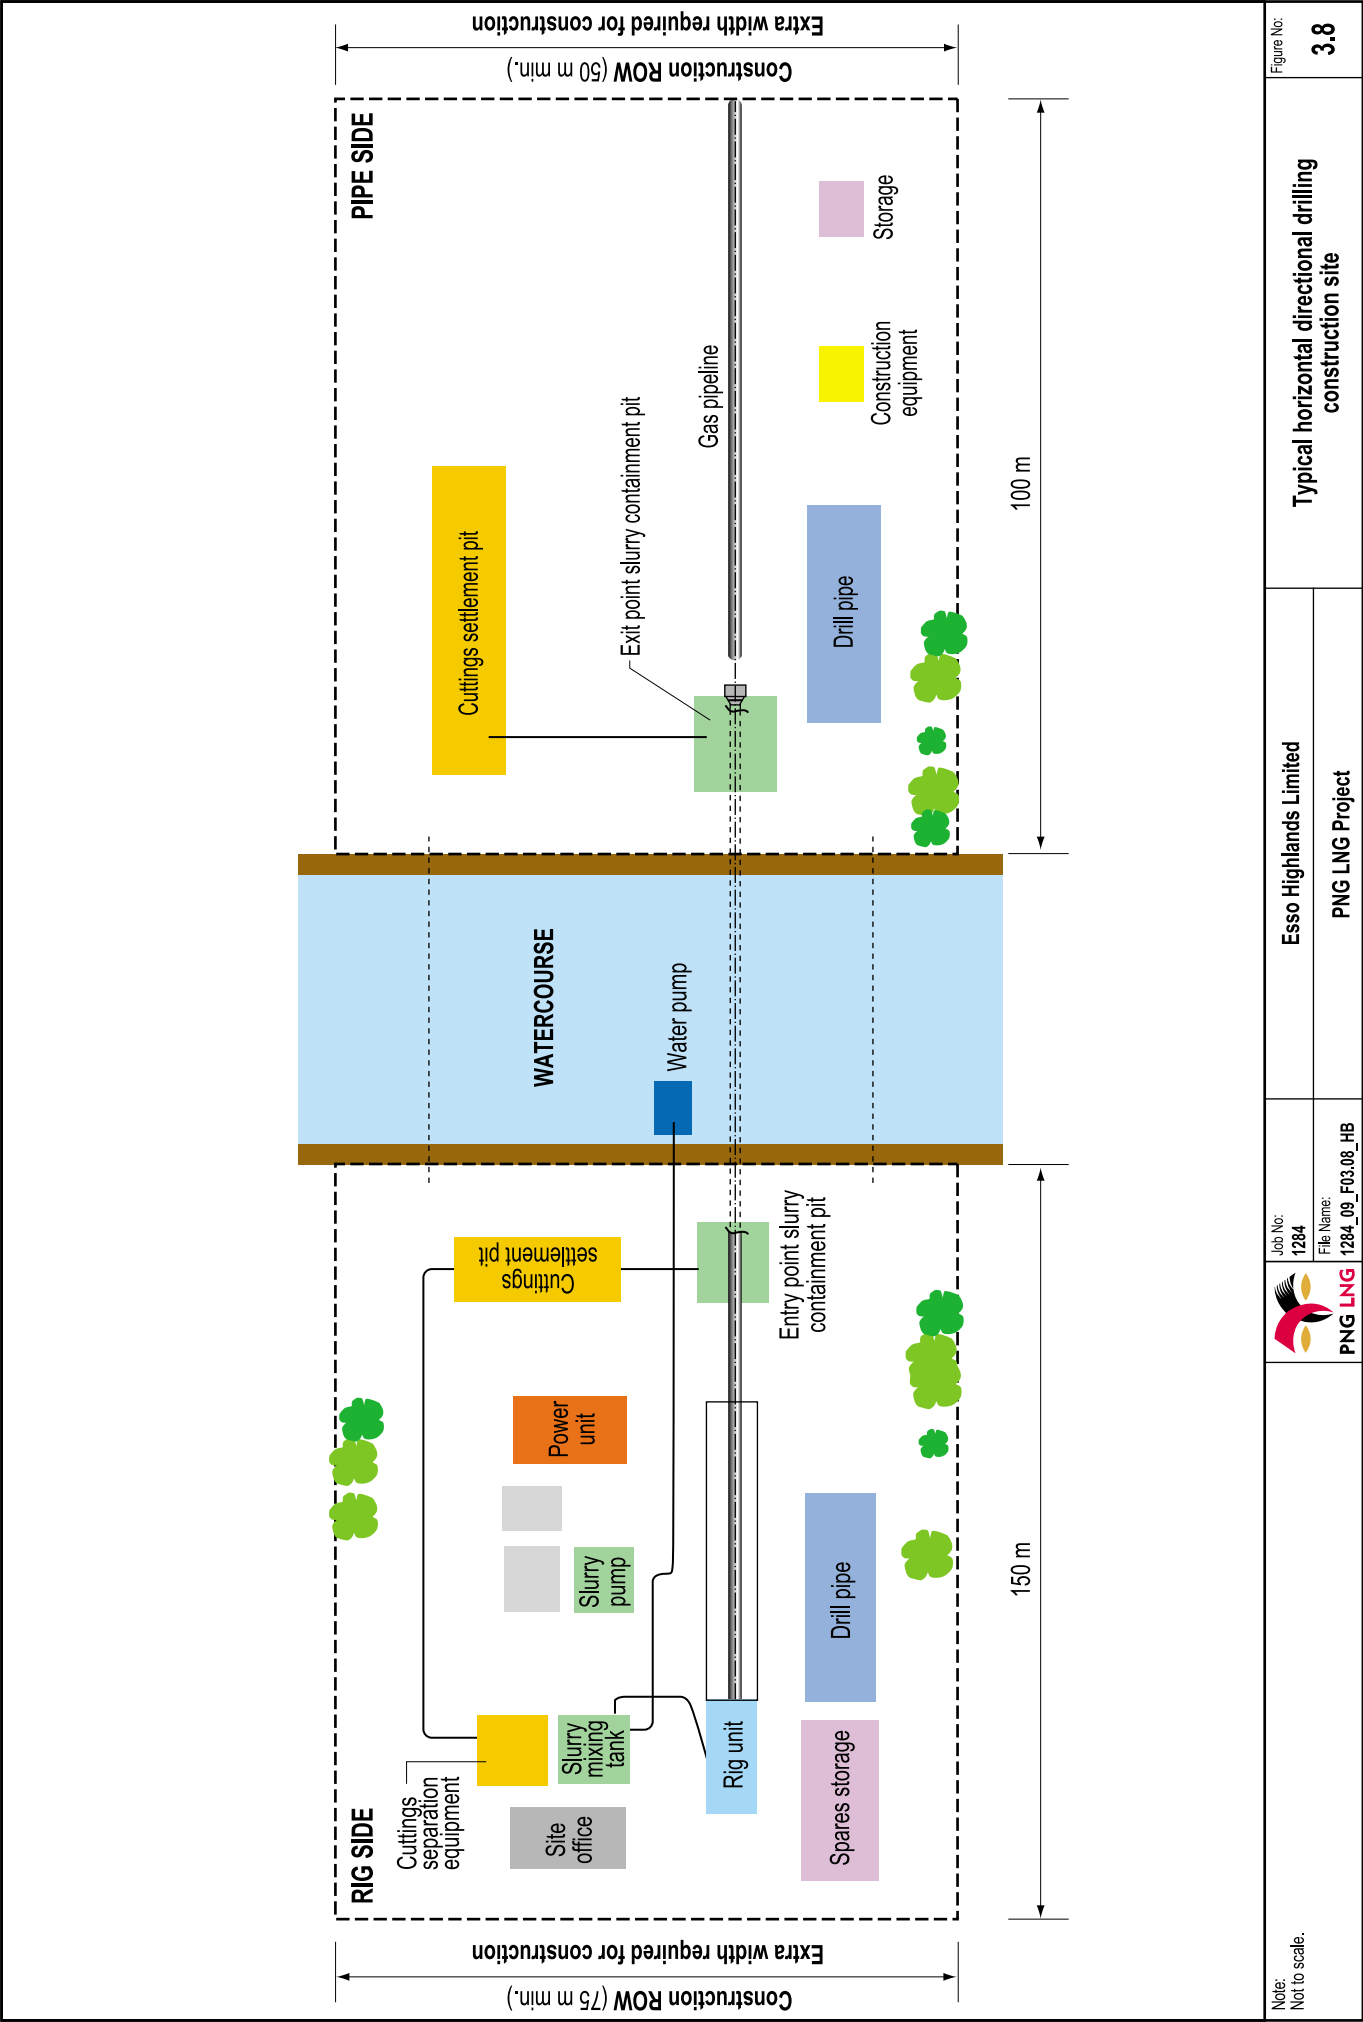 RIG SIDE
Cuttings
separation
equipment
Site
office
Slurry
mixing
tank
Slurry
pump
Power
unit
Cuttings
settlement pit
Rig unit
Spares storage
Drill pipe
Entry point slurry
containment pit
150 m
Construction ROW (75 m min.)
Extra width required for construction
WATERCOURSE
Water pump
PIPE SIDE
Cuttings settlement pit
Exit point slurry containment pit
Gas pipeline
Drill pipe
Construction
equipment
Storage
100 m
Extra width required for construction
Construction ROW (50 m min.)
Note:
Not to scale.
PNG LNG
Job No:
1284
File Name:
1284_09_F03.08_HB
Esso Highlands Limited
PNG LNG Project
Typical horizontal directional drilling
construction site
Figure No:
3.8